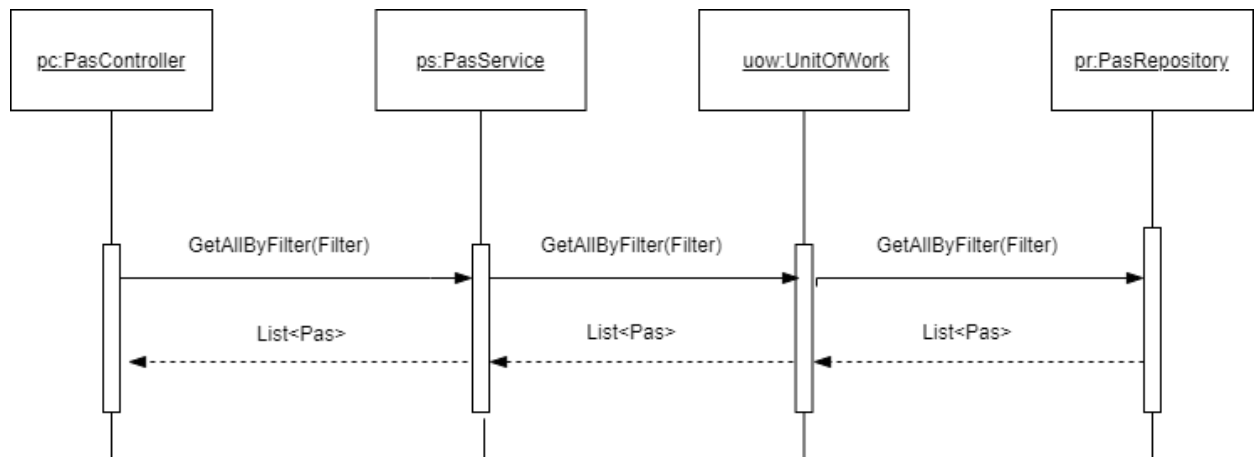 pc:PasController
ps:PasService
uow:UnitOfWork
pr:PasRepository
GetAllByFilter(Filter)
GetAllByFilter(Filter)
GetAllByFilter(Filter)
List<Pas>
List<Pas>
List<Pas>